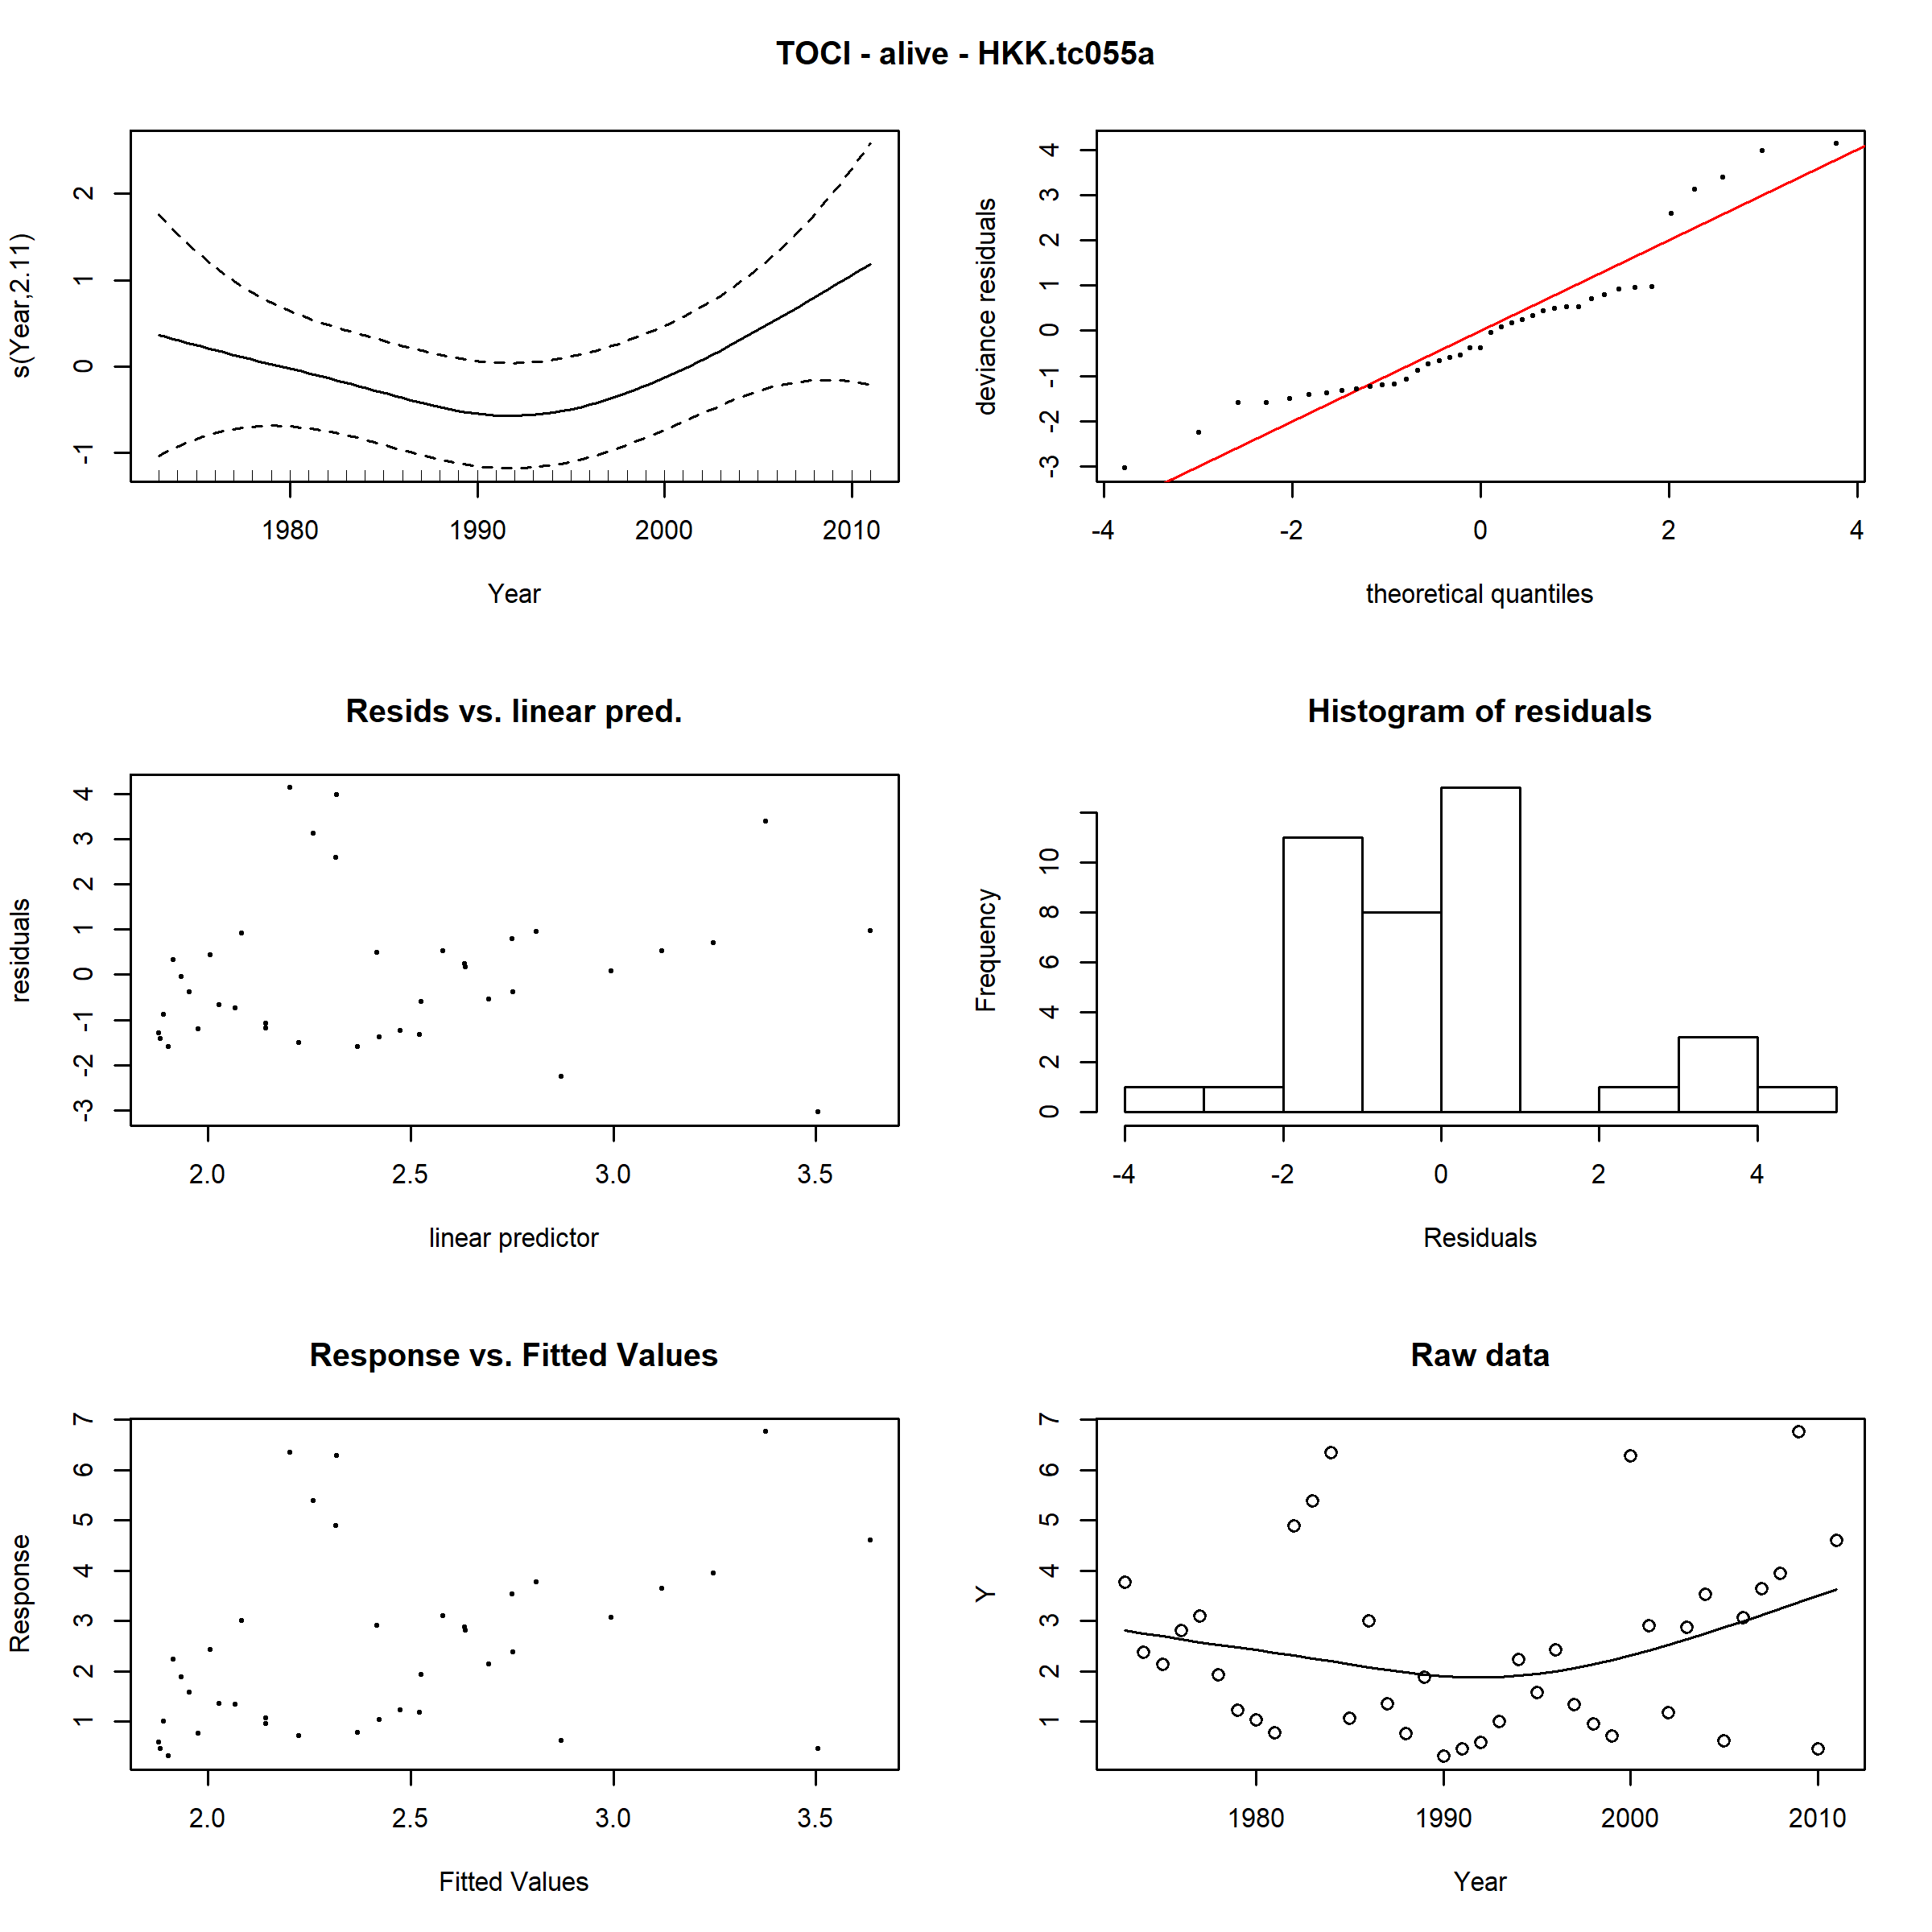 TOCI - alive - HKK.tc055a
s(Year,2.11)
2
1
0
-1
1980 1990 2000 2010
Year
deviance residuals
4
3
2
1
0
-1
-2
-3
-4 -2 0 2 4
theoretical quantiles
Resids vs. linear pred.
residuals
4
3
2
1
0
-1
-2
-3
2.0 2.5 3.0 3.5
linear predictor
Histogram of residuals
Frequency
10
8
6
4
2
0
-4 -2 0 2 4
Residuals
Response vs. Fitted Values
Response
7
6
5
4
3
2
1
2.0 2.5 3.0 3.5
Fitted Values
Raw data
Y
7
6
5
4
3
2
1
1980 1990 2000 2010
Year